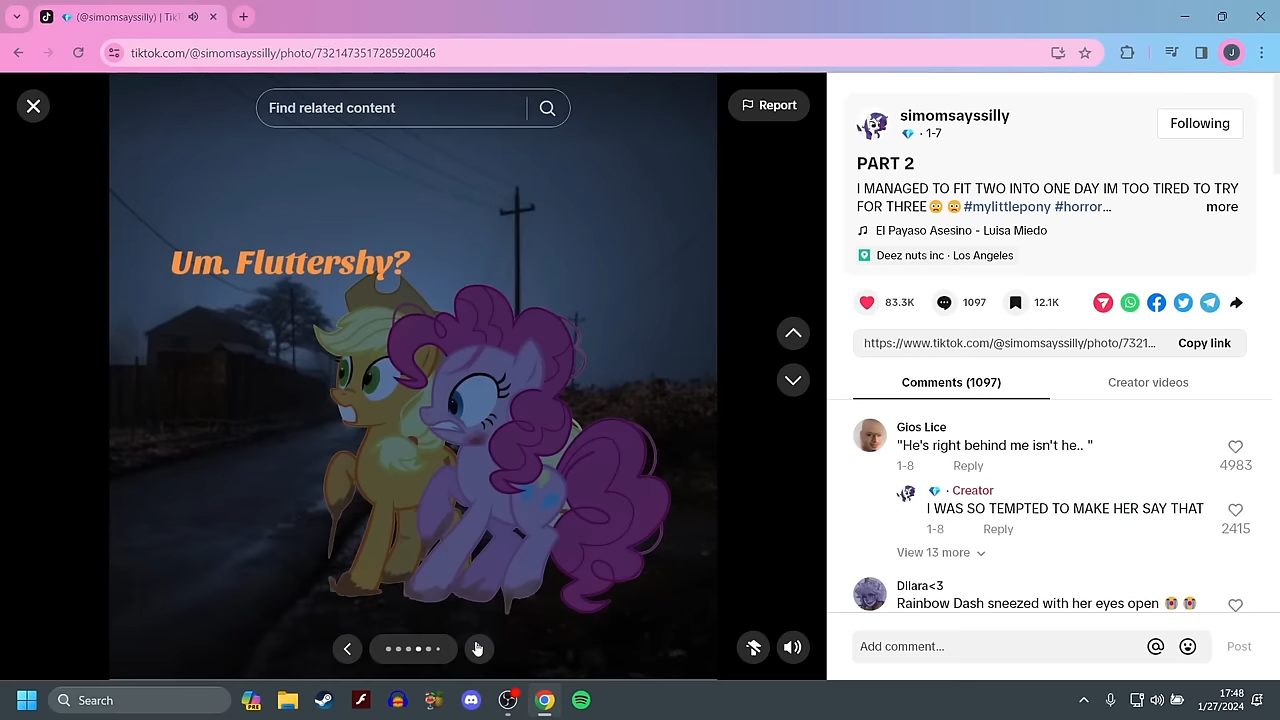 (@simomsayssilly) | Tik
tiktok.com/@simomsayssilly/photo/7321473517285920046
J
Find related content
Report
Um. Fluttershy?
simomsayssilly
· 1-7
Following
PART 2
I MANAGED TO FIT TWO INTO ONE DAY IM TOO TIRED TO TRY
FOR THREE😳 😳#mylittlepony #horror...
more
El Payaso Asesino - Luisa Miedo
Deez nuts inc · Los Angeles
83.3K
1097
12.1K
https://www.tiktok.com/@simomsayssilly/photo/7321...
Copy link
Comments (1097)
Creator videos
Gios Lice
"He's right behind me isn't he.. "
1-8 Reply
4983
· Creator
I WAS SO TEMPTED TO MAKE HER SAY THAT
1-8 Reply
2415
View 13 more
Dilara<3
Rainbow Dash sneezed with her eyes open 😭 😭
Add comment...
Post
Search
PRE
17:48
1/27/2024